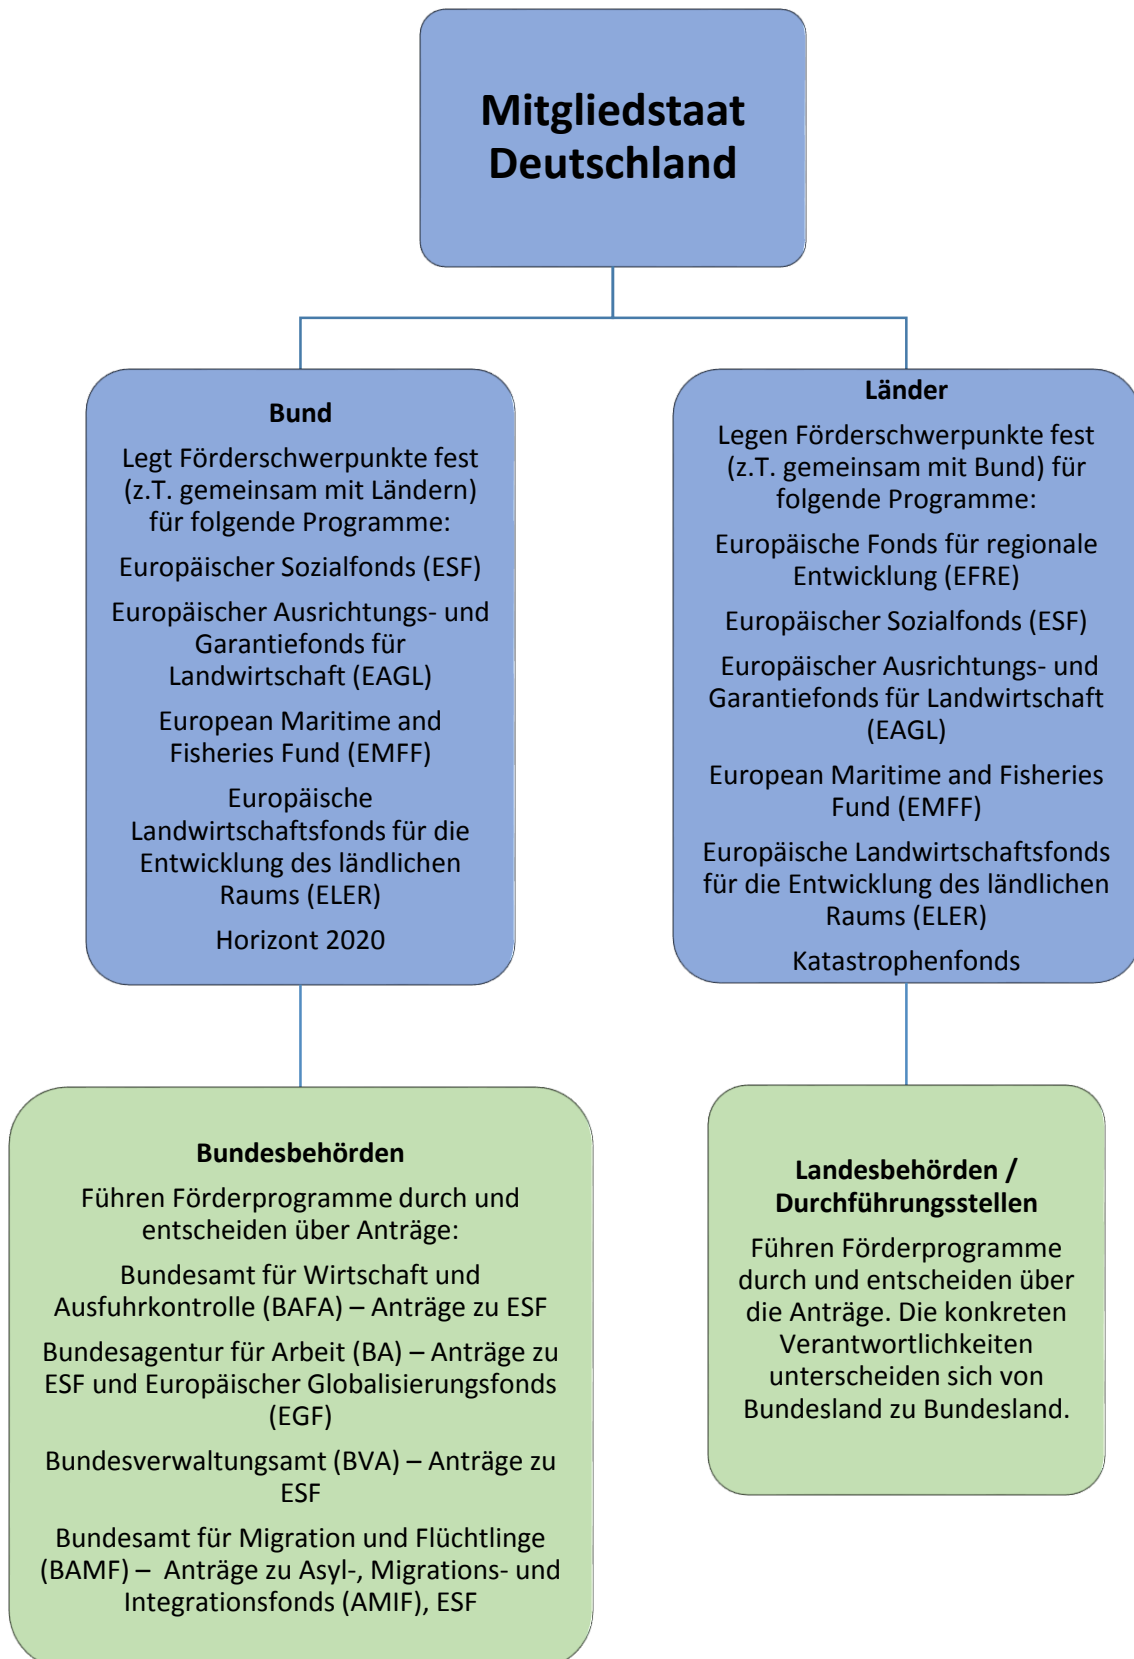 Mitgliedstaat
Deutschland
Bund
Legt Förderschwerpunkte fest
(z.T. gemeinsam mit Ländern)
für folgende Programme:
Europäischer Sozialfonds (ESF)
Europäischer Ausrichtungs- und
Garantiefonds für
Landwirtschaft (EAGL)
European Maritime and
Fisheries Fund (EMFF)
Europäische
Landwirtschaftsfonds für die
Entwicklung des ländlichen
Raums (ELER)
Horizont 2020
Länder
Legen Förderschwerpunkte fest
(z.T. gemeinsam mit Bund) für
folgende Programme:
Europäische Fonds für regionale
Entwicklung (EFRE)
Europäischer Sozialfonds (ESF)
Europäischer Ausrichtungs- und
Garantiefonds für Landwirtschaft
(EAGL)
European Maritime and Fisheries
Fund (EMFF)
Europäische Landwirtschaftsfonds
für die Entwicklung des ländlichen
Raums (ELER)
Katastrophenfonds
Bundesbehörden
Führen Förderprogramme durch und
entscheiden über Anträge:
Bundesamt für Wirtschaft und
Ausfuhrkontrolle (BAFA) – Anträge zu ESF
Bundesagentur für Arbeit (BA) – Anträge zu
ESF und Europäischer Globalisierungsfonds
(EGF)
Bundesverwaltungsamt (BVA) – Anträge zu
ESF
Bundesamt für Migration und Flüchtlinge
(BAMF) – Anträge zu Asyl-, Migrations- und
Integrationsfonds (AMIF), ESF
Landesbehörden /
Durchführungsstellen
Führen Förderprogramme
durch und entscheiden über
die Anträge. Die konkreten
Verantwortlichkeiten
unterscheiden sich von
Bundesland zu Bundesland.